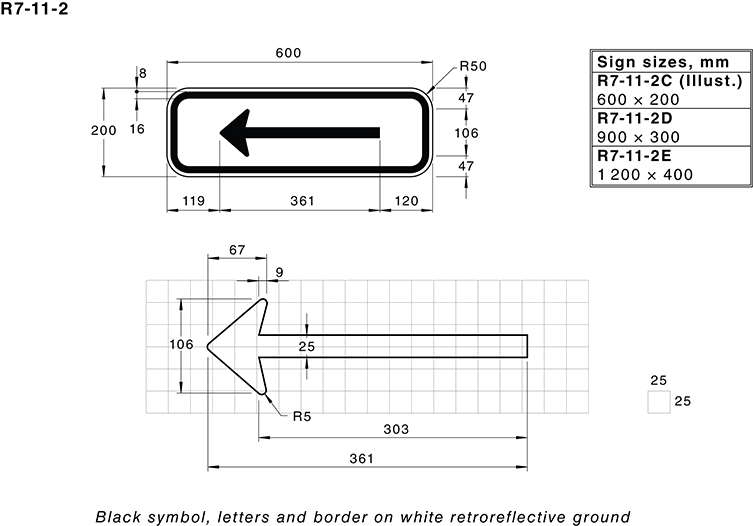 R7-11-2
600
R50
8
47
200
16
106
47
119
361
120
Sign sizes, mm
R7-11-2C (Illust.)
600 × 200
R7-11-2D
900 × 300
R7-11-2E
1 200 × 400
67
9
106
25
R5
303
361
25
25
Black symbol, letters and border on white retroreflective ground